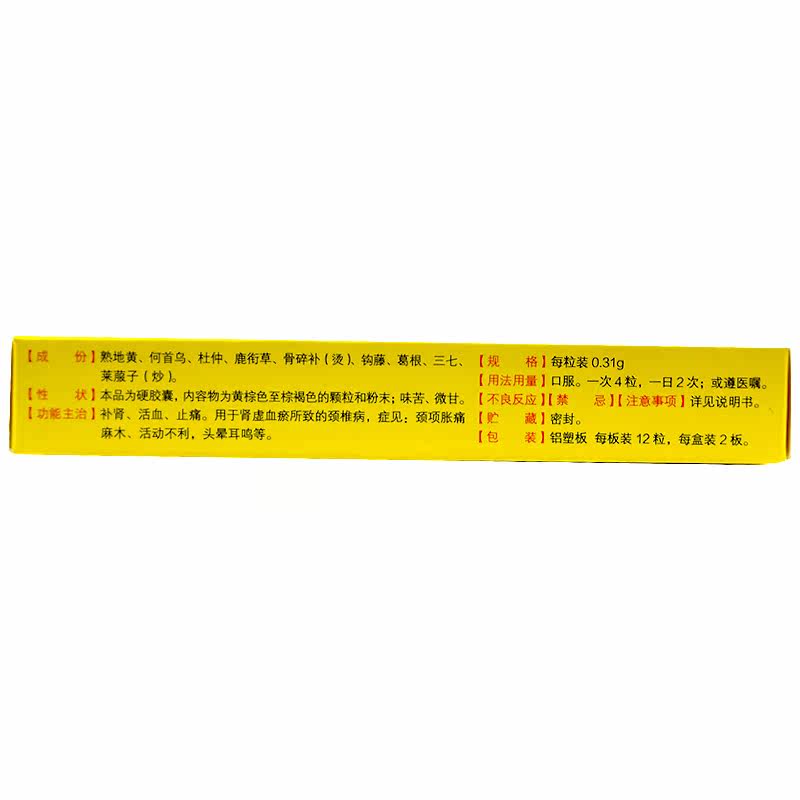 【成　份】熟地黄、何首乌、杜仲、鹿衔草、骨碎补(烫)、钩藤、葛根、三七、
莱菔子(炒)。
【性　状】本品为硬胶囊，内容物为黄棕色至棕褐色的颗粒和粉末；味苦、微甘。
【功能主治】补肾、活血、止痛。用于肾虚血瘀所致的颈椎病，症见：颈项胀痛
麻木、活动不利，头晕耳鸣等。
【规　格】每粒装0.31g
【用法用量】口服。一次4粒，一日2次；或遵医嘱。
【不良反应】【禁　忌】【注意事项】详见说明书。
【贮　藏】密封。
【包　装】铝塑板 每板装12粒，每盒装2板。